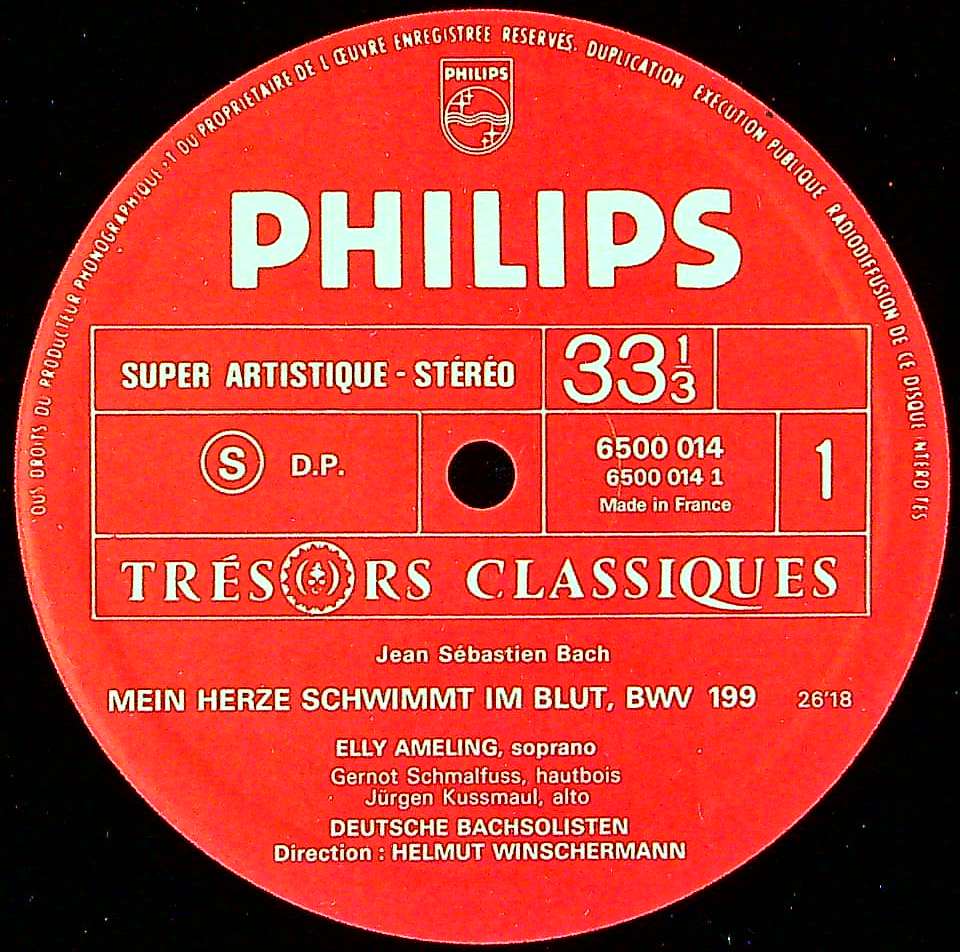 OUS DROITS DU PRODUCTEUR PHONOGRAPHIQUE ET DU PROPRIETAIRE DE L ŒUVRE ENREGISTREE RESERVES. DUPLICATION EXECUTION PUBLIQUE RADIODIFFUSION DE CE DISQUE INTERDITES
PHILIPS
PHILIPS
SUPER ARTISTIQUE - STÉRÉO
33 1/3
S D.P.
6500 014
6500 014 1
Made in France
1
TRÉSORS CLASSIQUES
Jean Sébastien Bach
MEIN HERZE SCHWIMMT IM BLUT, BWV 199 26'18
ELLY AMELING, soprano
Gernot Schmalfuss, hautbois
Jürgen Kussmaul, alto
DEUTSCHE BACHSOLISTEN
Direction : HELMUT WINSCHERMANN